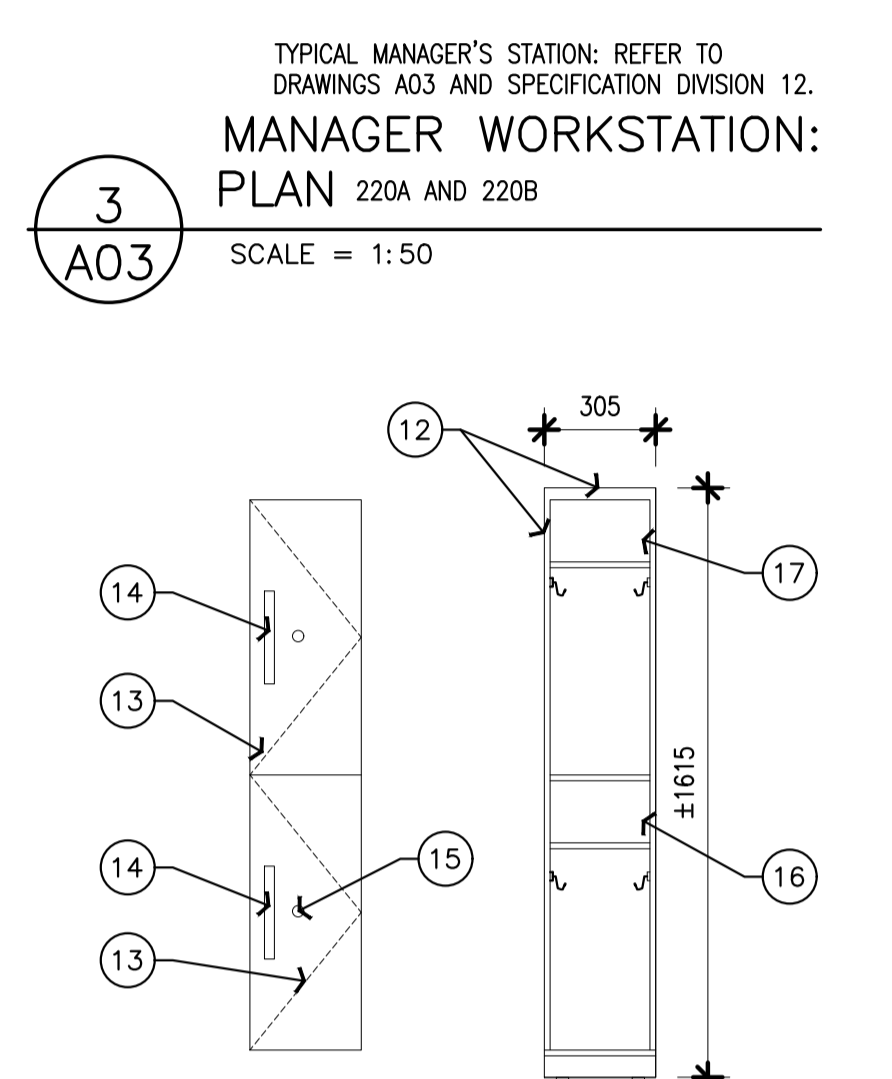 TYPICAL MANAGER'S STATION: REFER TO
DRAWINGS A03 AND SPECIFICATION DIVISION 12.
MANAGER WORKSTATION:
PLAN 220A AND 220B
3
A03
SCALE = 1:50
305
12
17
14
13
±1615
14
15
16
13